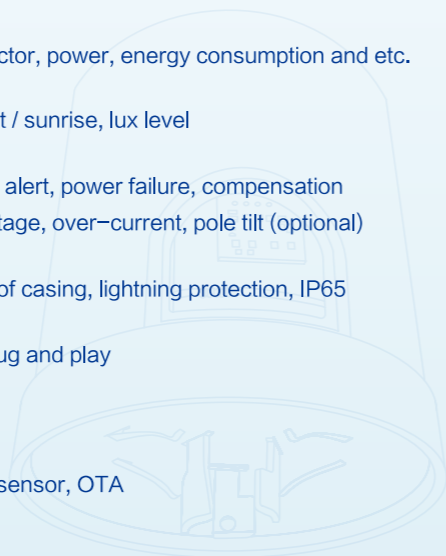 ctor, power, energy consumption and etc.
t / sunrise, lux level
alert, power failure, compensation
tage, over-current, pole tilt (optional)
of casing, lightning protection, IP65
ug and play
sensor, OTA